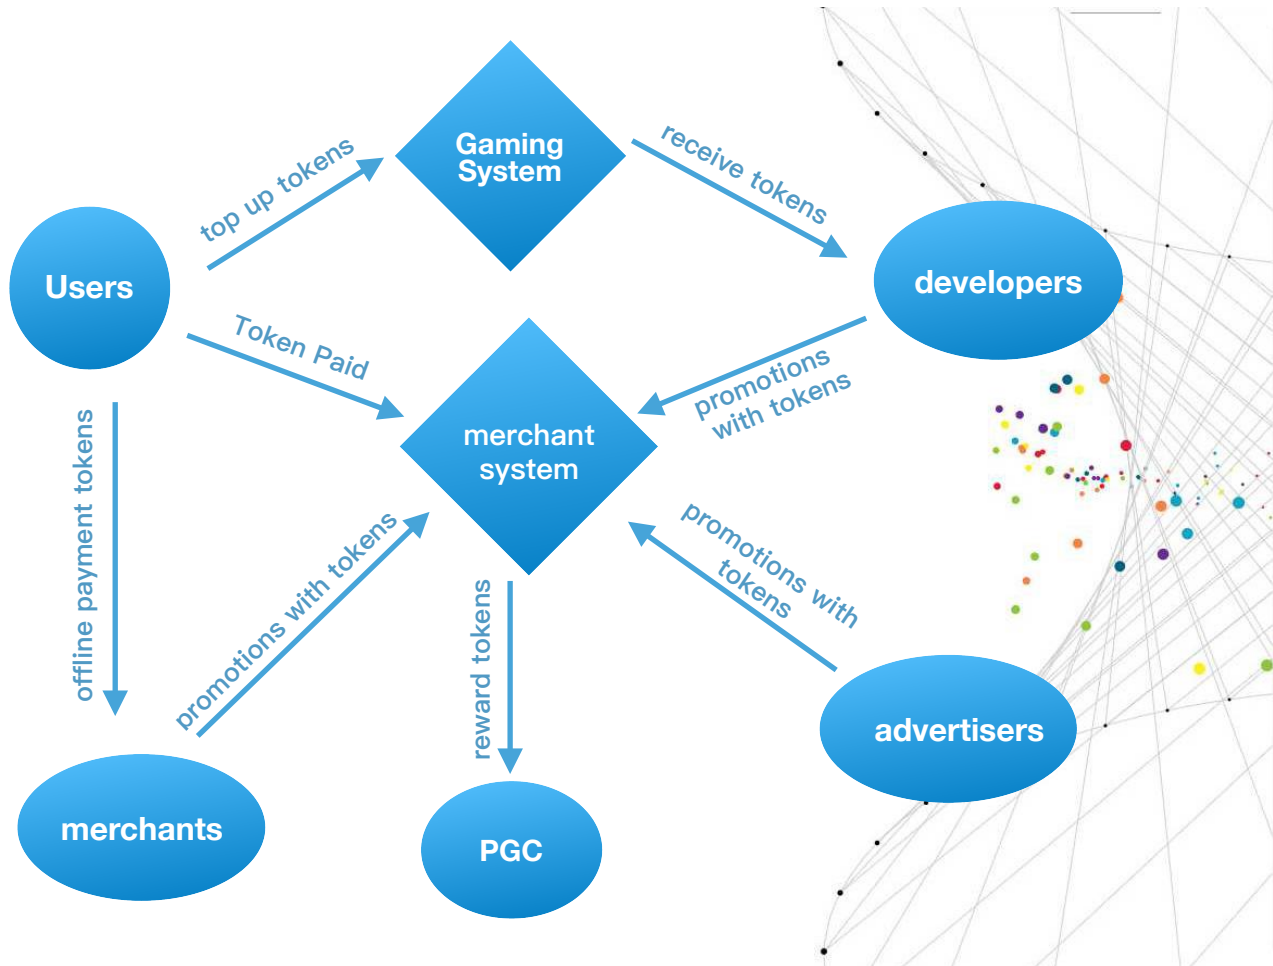 Gaming
System
receive tokens
top up tokens
Users
developers
Token Paid
promotions
with tokens
merchant
system
offline payment tokens
promotions with tokens
reward tokens
promotions with
tokens
advertisers
merchants
PGC